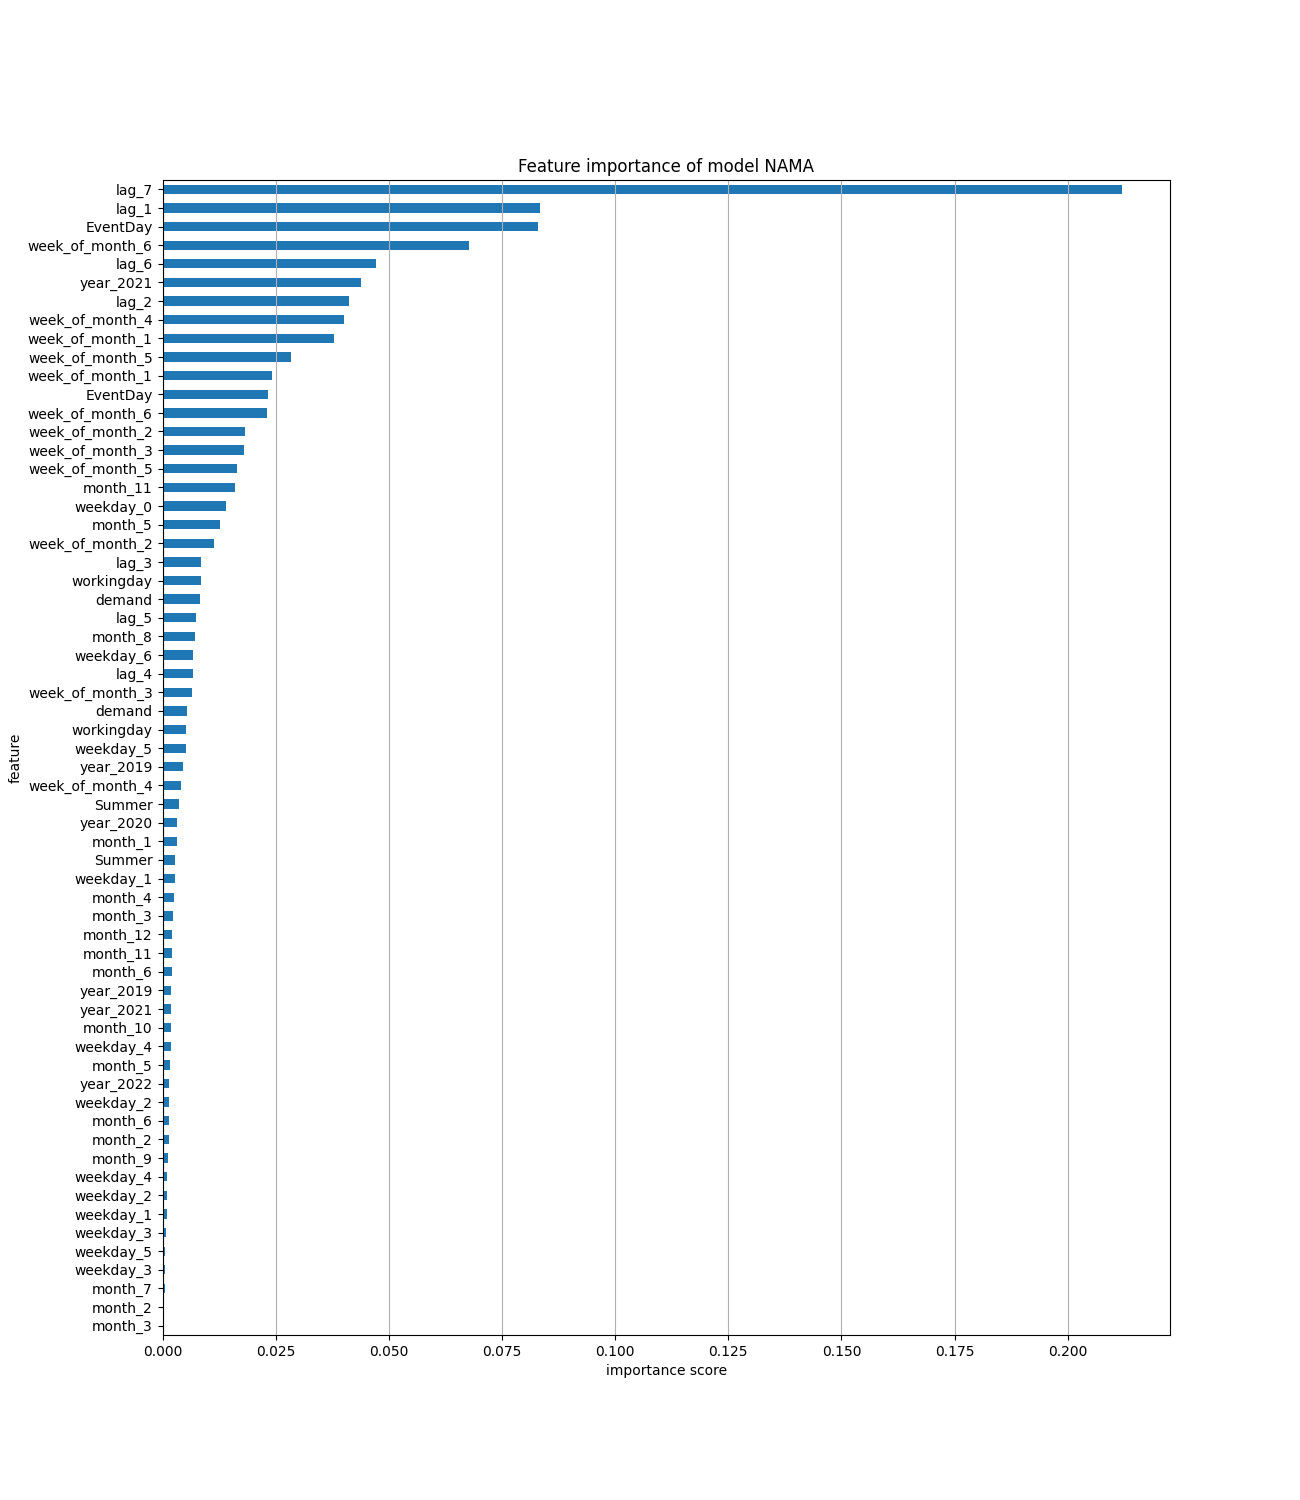 Feature importance of model NAMA
lag_7
lag_1
EventDay
week_of_month_6
lag_6
year_2021
lag_2
week_of_month_4
week_of_month_1
week_of_month_5
week_of_month_1
EventDay
week_of_month_6
week_of_month_2
week_of_month_3
week_of_month_5
month_11
weekday_0
month_5
week_of_month_2
lag_3
workingday
demand
lag_5
month_8
weekday_6
lag_4
week_of_month_3
demand
workingday
weekday_5
year_2019
week_of_month_4
Summer
year_2020
month_1
Summer
weekday_1
month_4
month_3
month_12
month_11
month_6
year_2019
year_2021
month_10
weekday_4
month_5
year_2022
weekday_2
month_6
month_2
month_9
weekday_4
weekday_2
weekday_1
weekday_3
weekday_5
weekday_3
month_7
month_2
month_3
feature
0.000 0.025 0.050 0.075 0.100 0.125 0.150 0.175 0.200
importance score